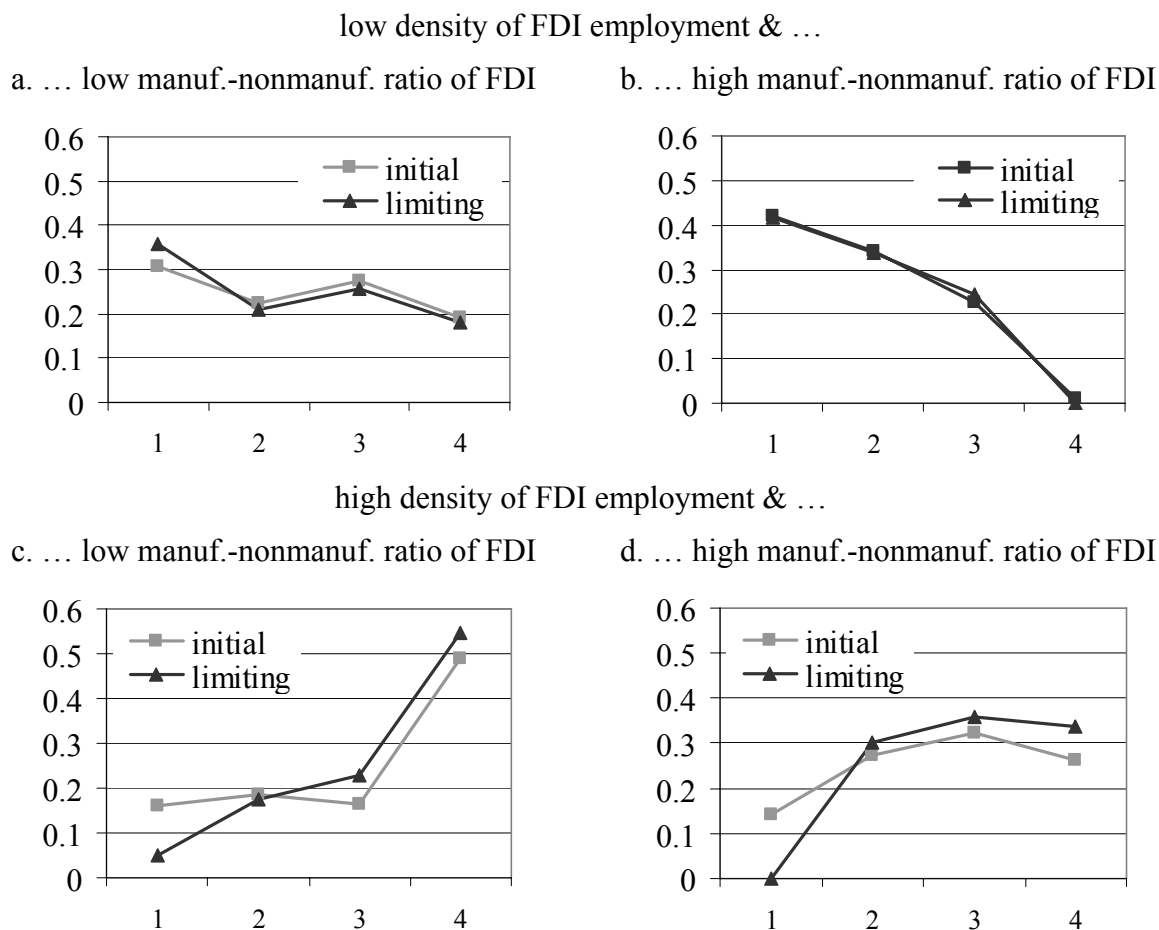 low density of FDI employment & …
a. … low manuf.-nonmanuf. ratio of FDI
b. … high manuf.-nonmanuf. ratio of FDI
0.6
0.5
0.4
0.3
0.2
0.1
0
initial
limiting
1 2 3 4
0.6
0.5
0.4
0.3
0.2
0.1
0
initial
limiting
1 2 3 4
high density of FDI employment & …
c. … low manuf.-nonmanuf. ratio of FDI
d. … high manuf.-nonmanuf. ratio of FDI
0.6
0.5
0.4
0.3
0.2
0.1
0
initial
limiting
1 2 3 4
0.6
0.5
0.4
0.3
0.2
0.1
0
initial
limiting
1 2 3 4